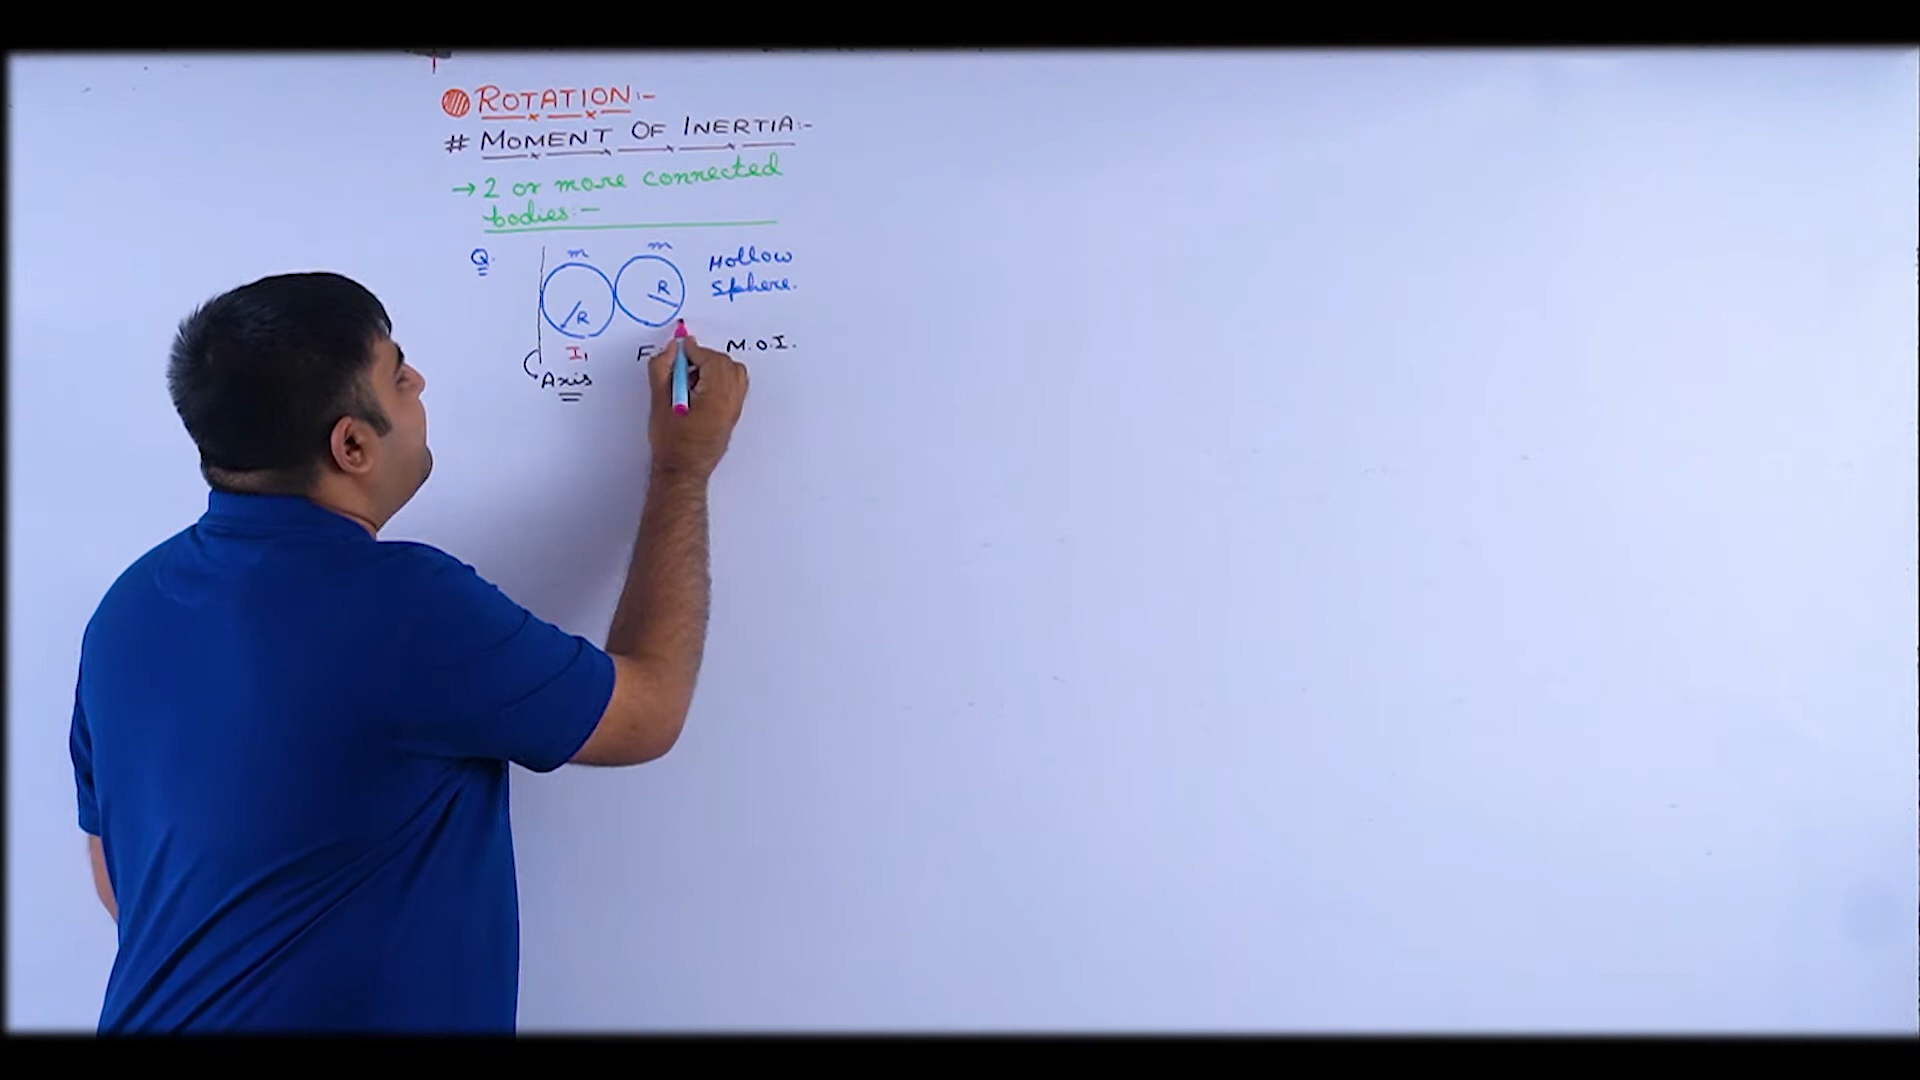 ROTATION:-
# MOMENT OF INERTIA:-
→ 2 or more connected
bodies:-
Q. m m Hollow
R R Sphere.
I₁ M.O.I.
Axis